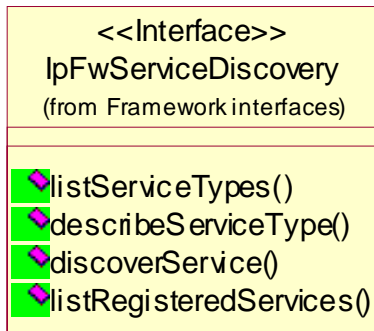 <<Interface>>
IpFwServiceDiscovery
(from Framework interfaces)
listServiceTypes()
describeServiceType()
discoverService()
listRegisteredServices()